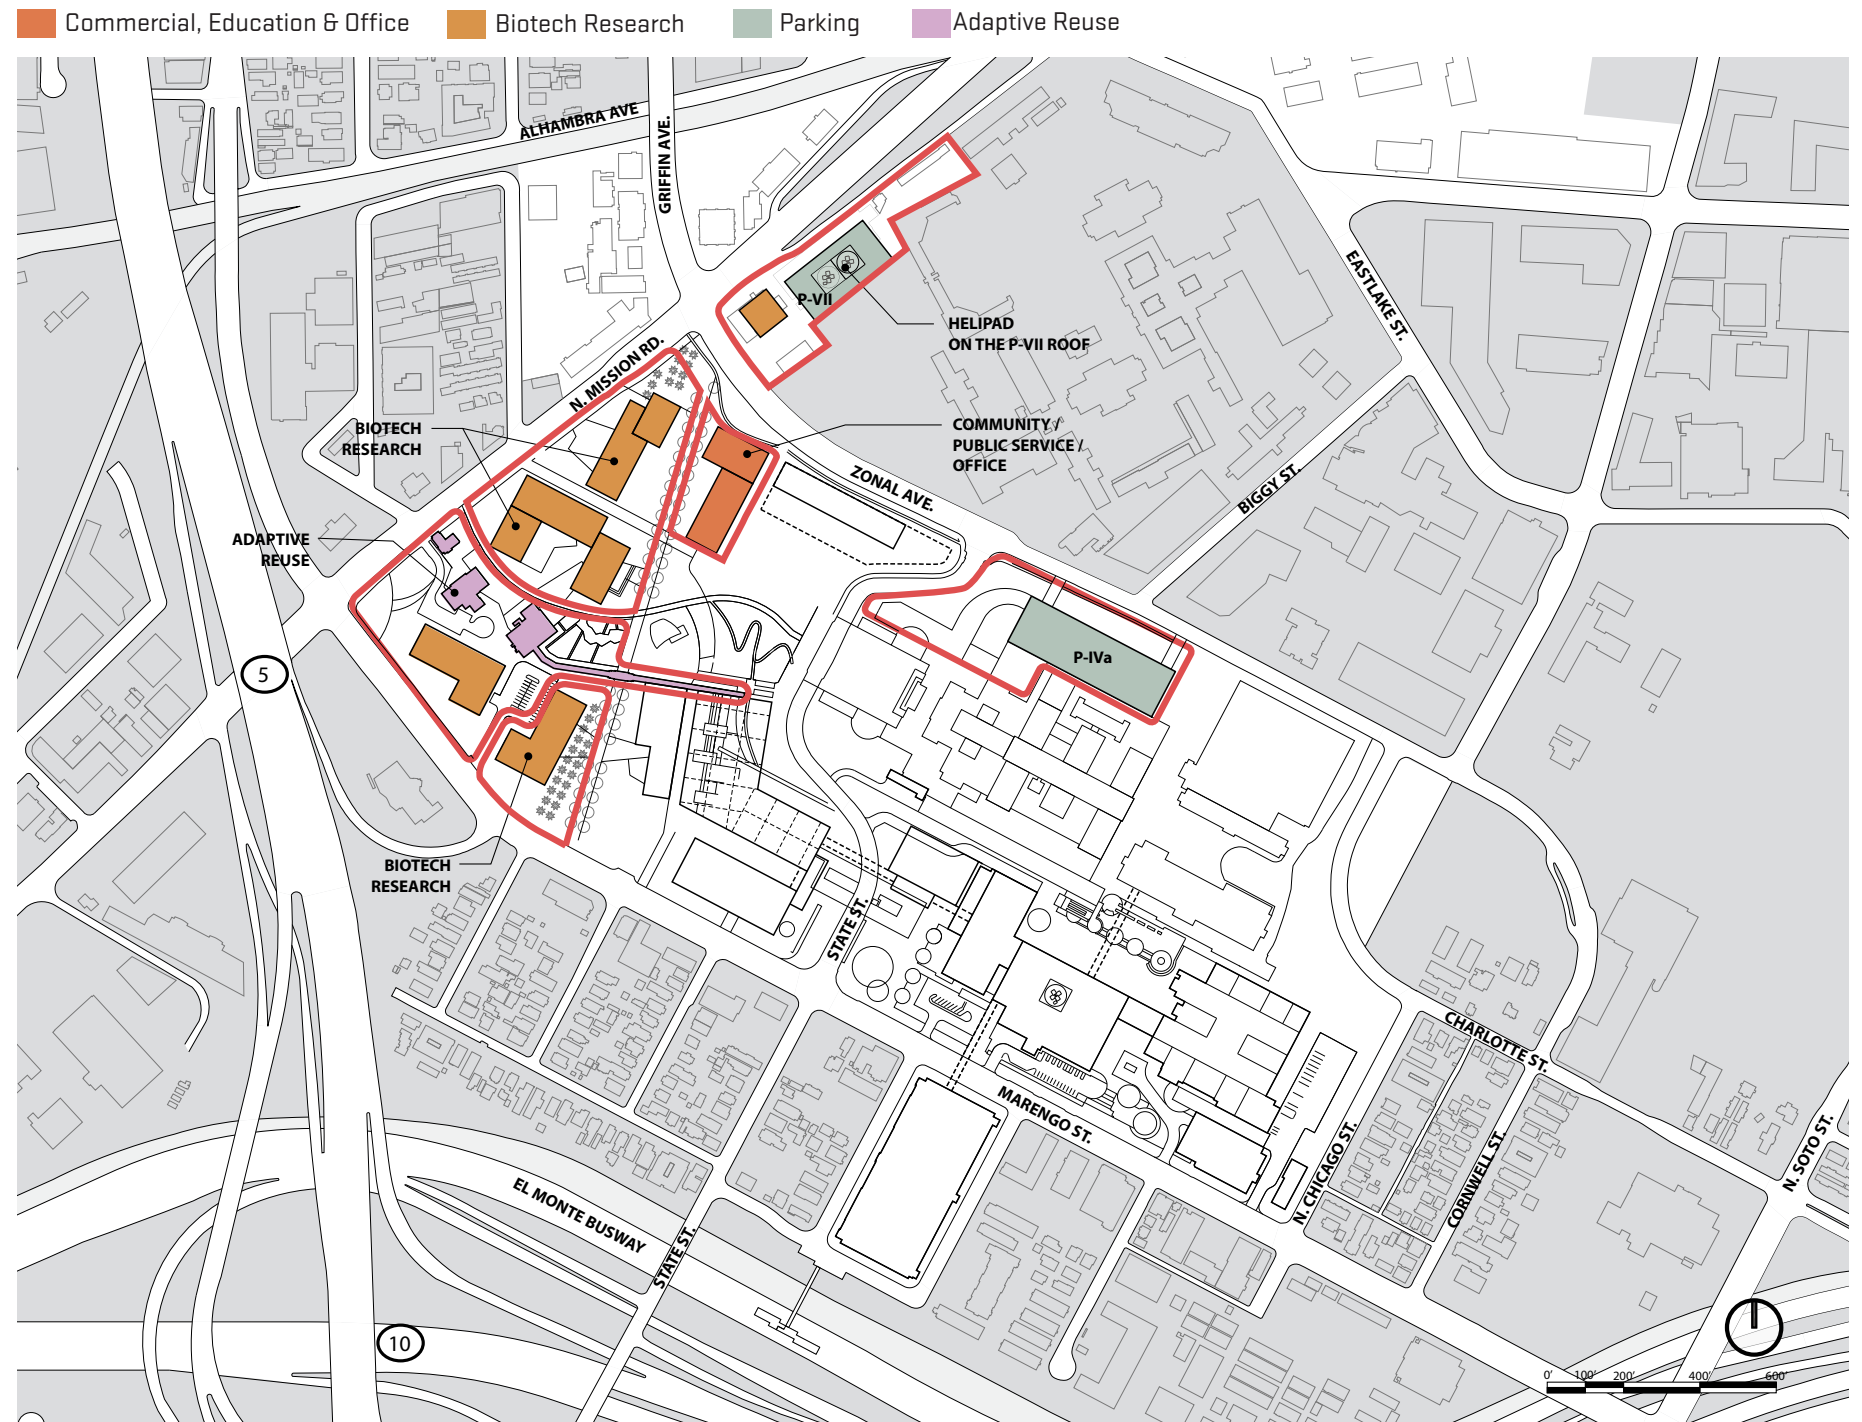 Commercial, Education & Office
Biotech Research
Parking
Adaptive Reuse
ALHAMBRA AVE
GRIFFIN AVE.
EASTLAKE ST.
P-VII
HELIPAD
ON THE P-VII ROOF
N. MISSION RD.
BIOTECH
RESEARCH
COMMUNITY /
PUBLIC SERVICE /
OFFICE
ZONAL AVE.
BIGGY ST.
ADAPTIVE
REUSE
P-IVa
5
BIOTECH
RESEARCH
STATE ST.
CHARLOTTE ST.
MARENGO ST.
N. CHICAGO ST.
CORNWELL ST.
N. SOTO ST.
EL MONTE BUSWAY
STATE ST.
10
0' 100' 200' 400' 600'